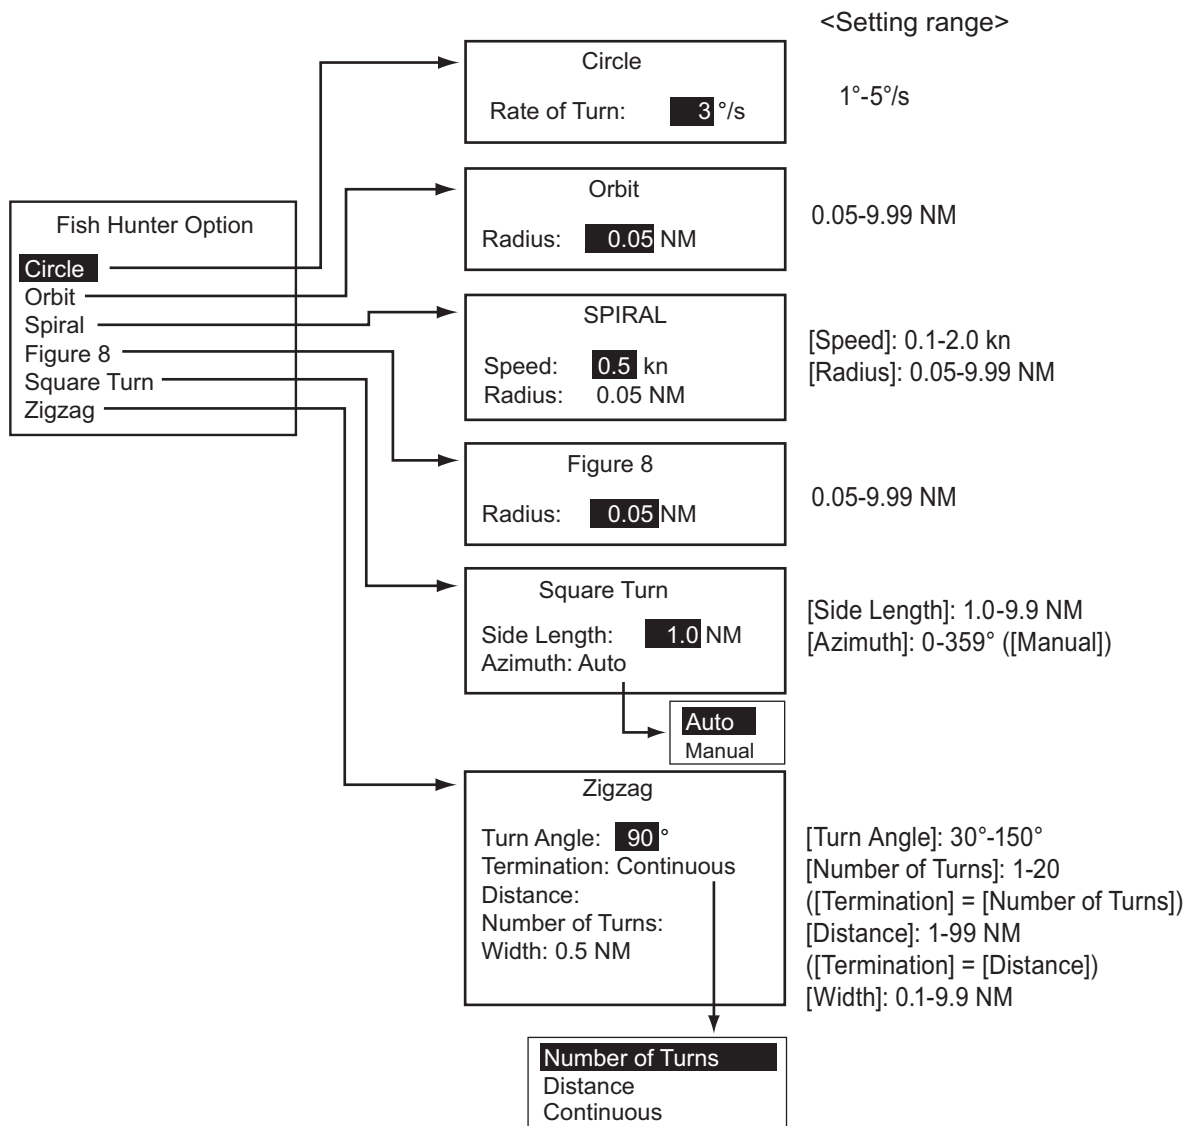 <Setting range>
Circle
Rate of Turn: 3 °/s
1°-5°/s
Orbit
Radius: 0.05 NM
0.05-9.99 NM
Fish Hunter Option
Circle
Orbit
Spiral
Figure 8
Square Turn
Zigzag
SPIRAL
Speed: 0.5 kn
Radius: 0.05 NM
[Speed]: 0.1-2.0 kn
[Radius]: 0.05-9.99 NM
Figure 8
Radius: 0.05 NM
0.05-9.99 NM
Square Turn
Side Length: 1.0 NM
Azimuth: Auto
[Side Length]: 1.0-9.9 NM
[Azimuth]: 0-359° ([Manual])
Auto
Manual
Zigzag
Turn Angle: 90 °
Termination: Continuous
Distance:
Number of Turns:
Width: 0.5 NM
[Turn Angle]: 30°-150°
[Number of Turns]: 1-20
([Termination] = [Number of Turns])
[Distance]: 1-99 NM
([Termination] = [Distance])
[Width]: 0.1-9.9 NM
Number of Turns
Distance
Continuous